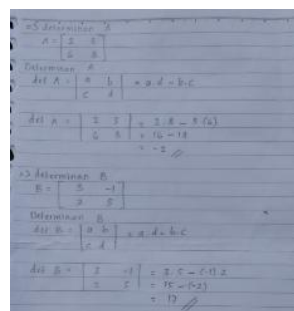 => determinan A
A = [ 2 3
6 8 ]
Determinan A
det A = | a b | = a.d - b.c
c d
det A = | 2 3 | = 2.8 - 3(6)
6 8 = 16 - 18
= -2 //
=> determinan B
B = [ 3 -1
2 5 ]
Determinan B
det B = | a b | = a.d - b.c
c d
det B = | 3 -1 | = 3.5 - (-1) 2
2 5 = 15 - (-2)
= 17 //